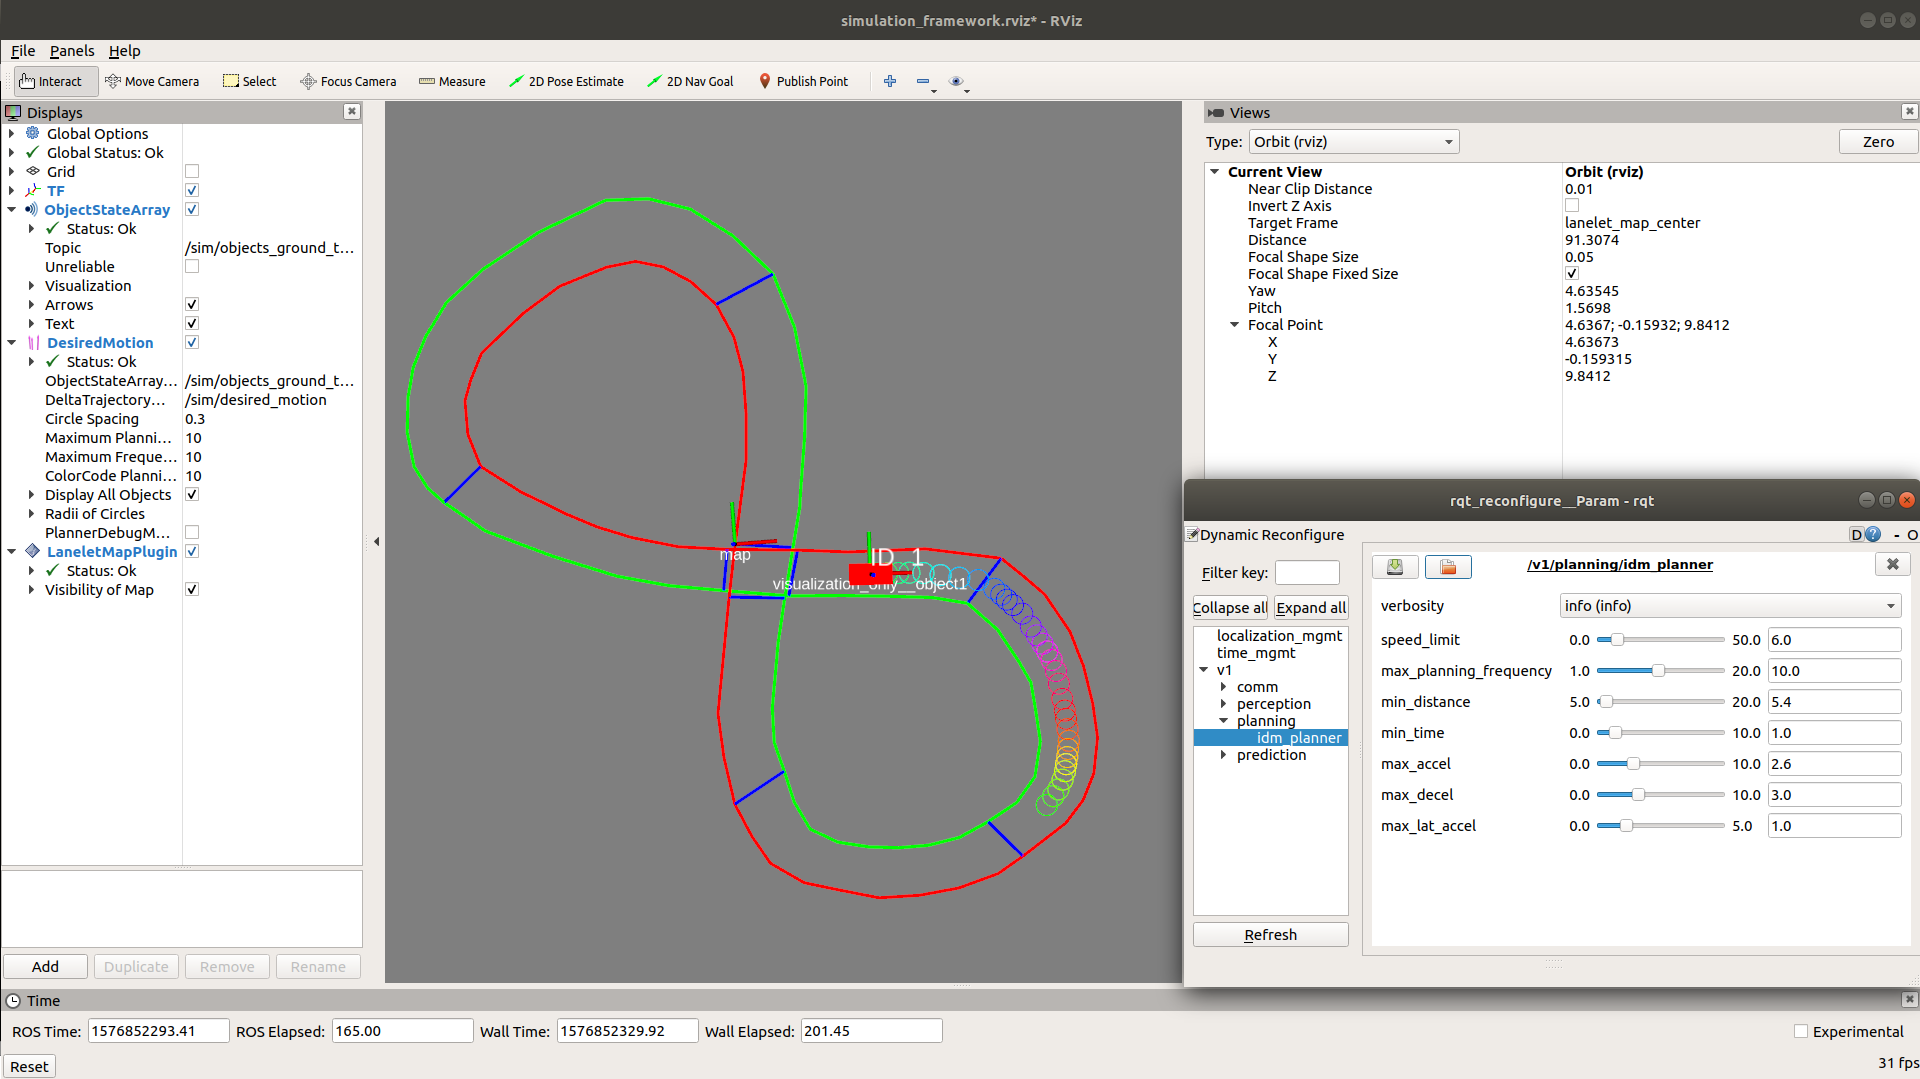 simulation_framework.rviz* - RViz
File Panels Help
Interact Move Camera Select Focus Camera Measure 2D Pose Estimate 2D Nav Goal Publish Point
Displays
Global Options
Global Status: Ok
Grid
TF
ObjectStateArray
Status: Ok
Topic /sim/objects_ground_t...
Unreliable
Visualization
Arrows
Text
DesiredMotion
Status: Ok
ObjectStateArray... /sim/objects_ground_t...
DeltaTrajectory... /sim/desired_motion
Circle Spacing 0.3
Maximum Planni... 10
Maximum Freque... 10
ColorCode Planni... 10
Display All Objects
Radii of Circles
PlannerDebugM...
LaneletMapPlugin
Status: Ok
Visibility of Map
Add Duplicate Remove Rename
map
ID_1
visualization_only__object1
Views
Type: Orbit (rviz) Zero
Current View Orbit (rviz)
Near Clip Distance 0.01
Invert Z Axis
Target Frame lanelet_map_center
Distance 91.3074
Focal Shape Size 0.05
Focal Shape Fixed Size
Yaw 4.63545
Pitch 1.5698
Focal Point 4.6367; -0.15932; 9.8412
X 4.63673
Y -0.159315
Z 9.8412
rqt_reconfigure__Param - rqt
Dynamic Reconfigure D ? - O
Filter key:
Collapse all Expand all
localization_mgmt
time_mgmt
v1
comm
perception
planning
idm_planner
prediction
Refresh
/v1/planning/idm_planner
verbosity info (info)
speed_limit 0.0 50.0 6.0
max_planning_frequency 1.0 20.0 10.0
min_distance 5.0 20.0 5.4
min_time 0.0 10.0 1.0
max_accel 0.0 10.0 2.6
max_decel 0.0 10.0 3.0
max_lat_accel 0.0 5.0 1.0
Time
ROS Time: 1576852293.41 ROS Elapsed: 165.00 Wall Time: 1576852329.92 Wall Elapsed: 201.45 Experimental
Reset 31 fps